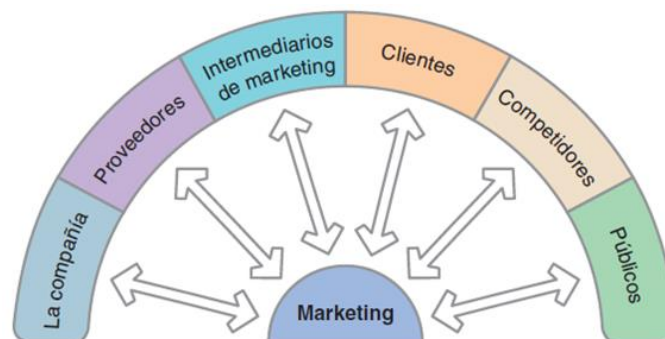 La compañía
Proveedores
Intermediarios
de marketing
Clientes
Competidores
Públicos
Marketing